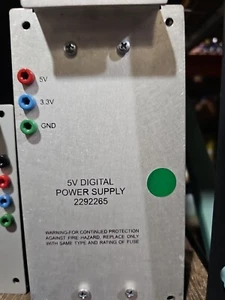 5V
3.3V
GND
5V DIGITAL
POWER SUPPLY
2292265
WARNING:FOR CONTINUED PROTECTION
AGAINST FIRE HAZARD, REPLACE ONLY
WITH SAME TYPE AND RATING OF FUSE